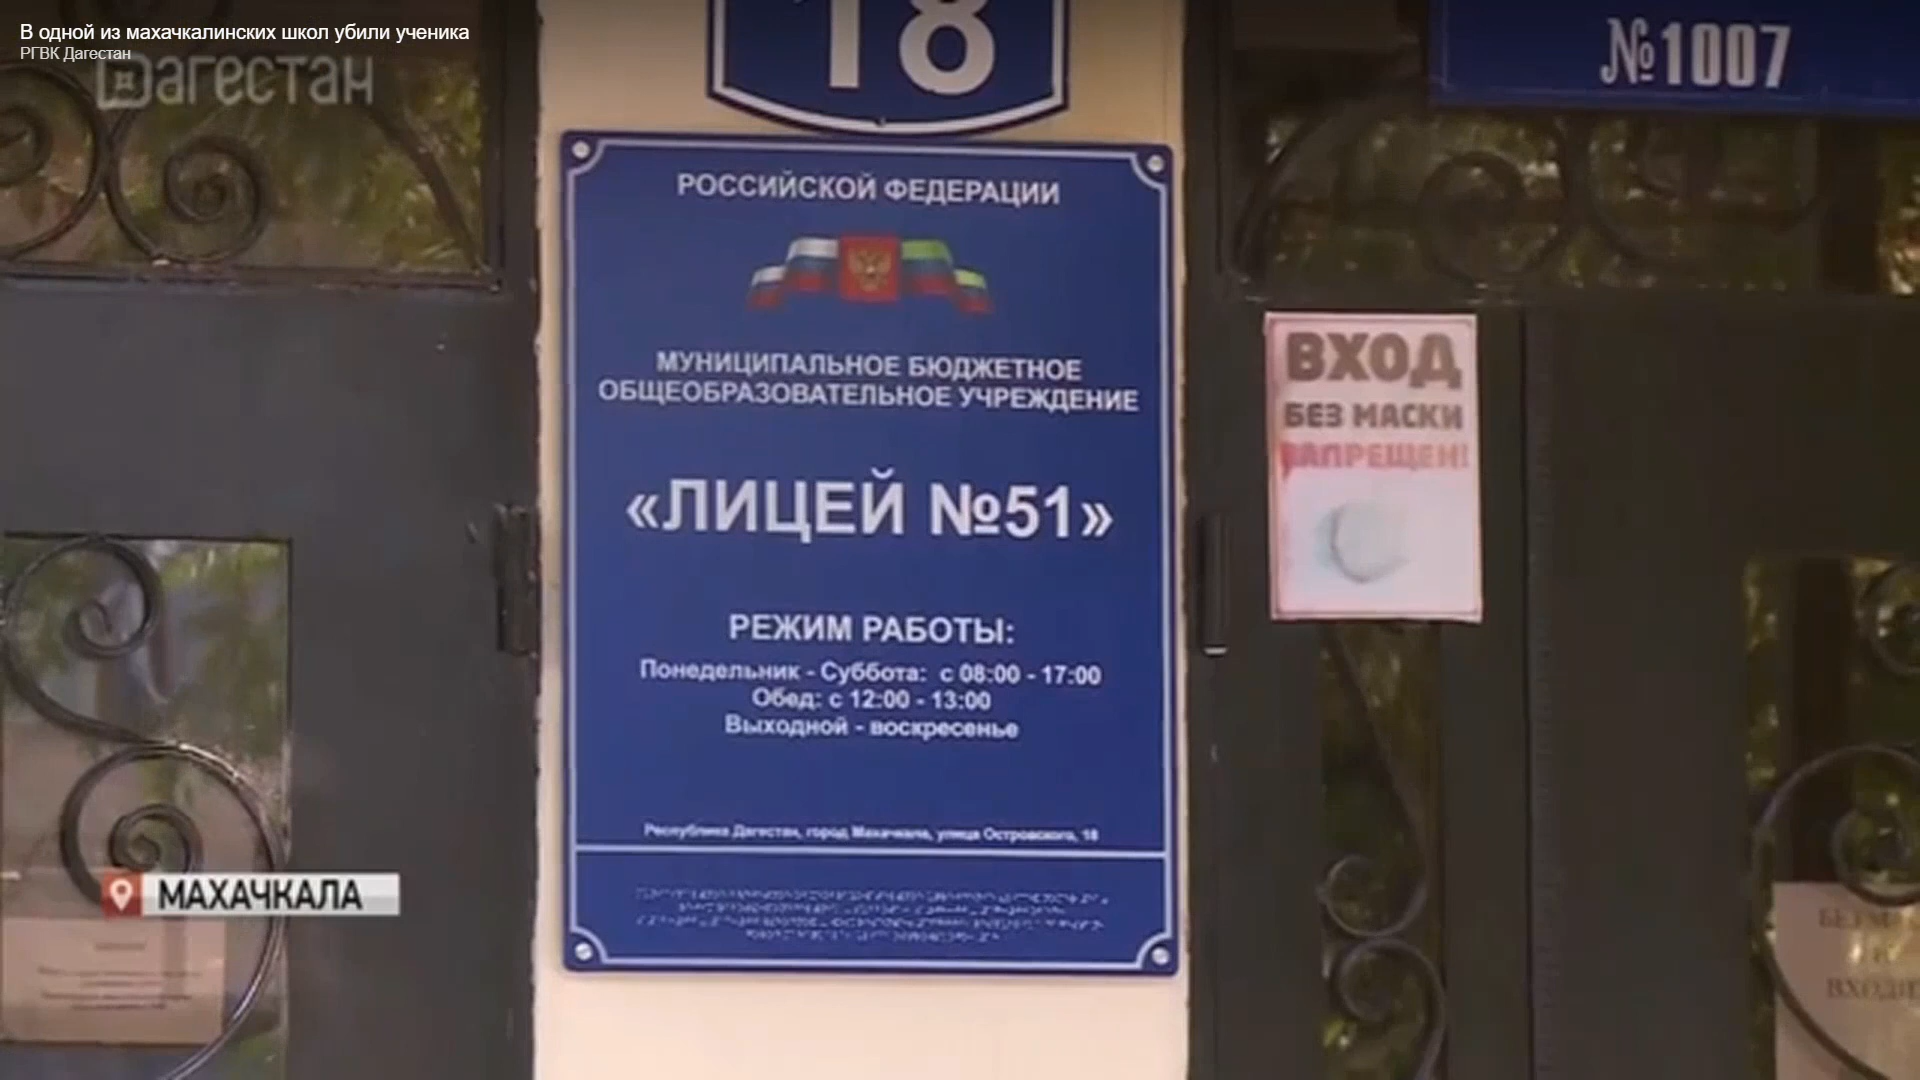 В одной из махачкалинских школ убили ученика
РГВК Дагестан
Дагестан
18
№1007
РОССИЙСКОЙ ФЕДЕРАЦИИ
МУНИЦИПАЛЬНОЕ БЮДЖЕТНОЕ
ОБЩЕОБРАЗОВАТЕЛЬНОЕ УЧРЕЖДЕНИЕ
«ЛИЦЕЙ №51»
РЕЖИМ РАБОТЫ:
Понедельник - Суббота: с 08:00 - 17:00
Обед: с 12:00 - 13:00
Выходной - воскресенье
Республика Дагестан, город Махачкала, улица Островского, 18
ВХОД
БЕЗ МАСКИ
ЗАПРЕЩЕН!
МАХАЧКАЛА